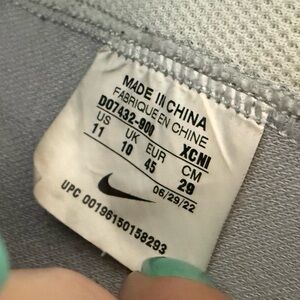 MADE IN CHINA
FABRIQUE EN CHINE
DO7432-900 XCNI
US UK EUR CM
11 10 45 29
06/29/22
UPC 00196150158293